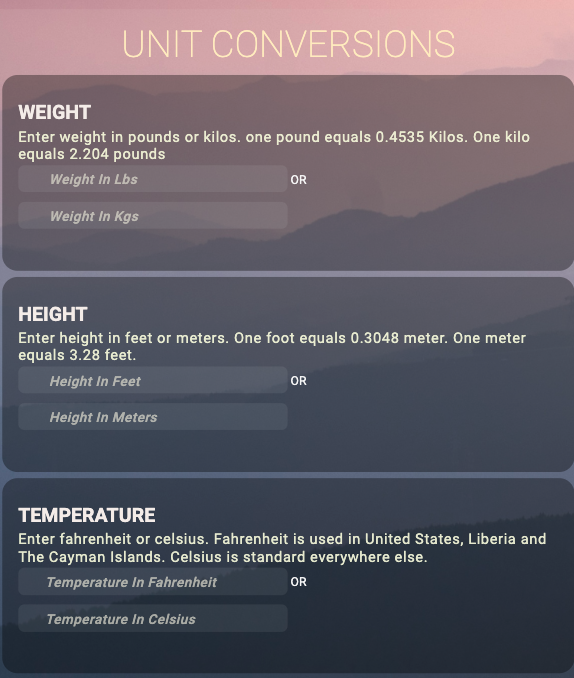 UNIT CONVERSIONS
WEIGHT
Enter weight in pounds or kilos. one pound equals 0.4535 Kilos. One kilo
equals 2.204 pounds
Weight In Lbs OR
Weight In Kgs
HEIGHT
Enter height in feet or meters. One foot equals 0.3048 meter. One meter
equals 3.28 feet.
Height In Feet OR
Height In Meters
TEMPERATURE
Enter fahrenheit or celsius. Fahrenheit is used in United States, Liberia and
The Cayman Islands. Celsius is standard everywhere else.
Temperature In Fahrenheit OR
Temperature In Celsius